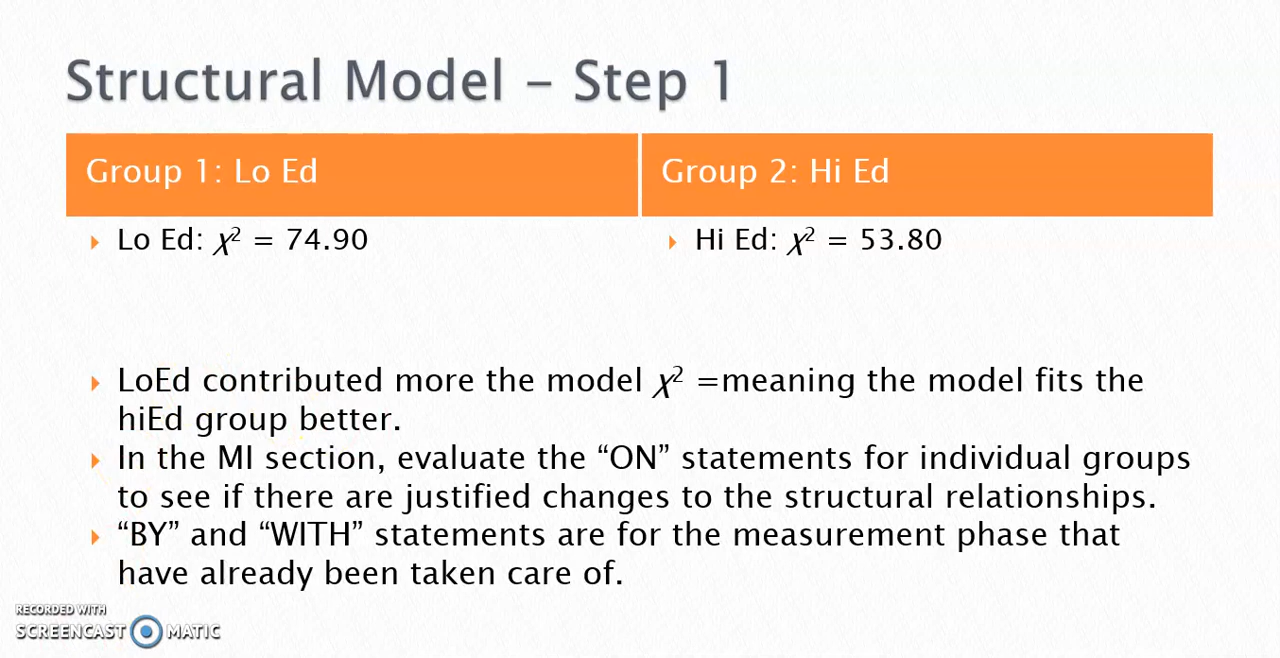 Structural Model – Step 1
Group 1: Lo Ed
Group 2: Hi Ed
Lo Ed: χ² = 74.90
Hi Ed: χ² = 53.80
LoEd contributed more the model χ² =meaning the model fits the
hiEd group better.
In the MI section, evaluate the “ON” statements for individual groups
to see if there are justified changes to the structural relationships.
“BY” and “WITH” statements are for the measurement phase that
have already been taken care of.
RECORDED WITH
SCREENCAST MATIC